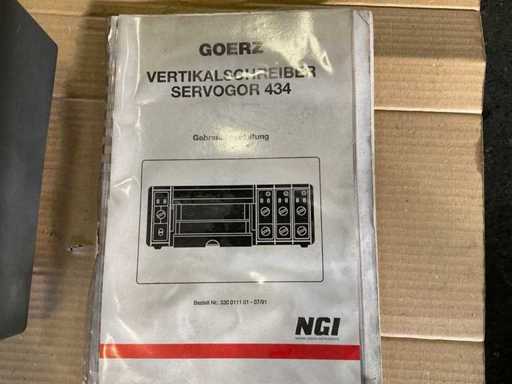 GOERZ
VERTIKALSCHREIBER
SERVOGOR 434
Bestell Nr.: 330 0111 01 - 07/91
NGI